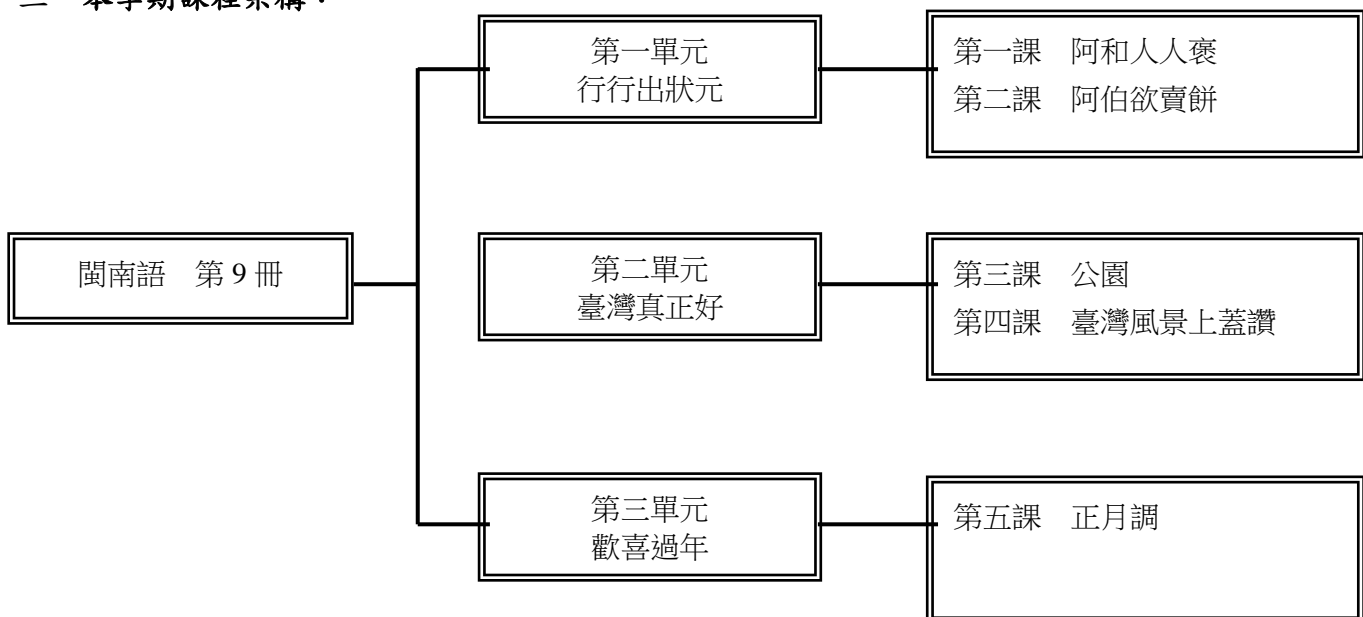 本學期課程架構：
閩南語　第 9 冊
第一單元
行行出狀元
第一課　阿和人人褒
第二課　阿伯欲賣餅
第二單元
臺灣真正好
第三課　公園
第四課　臺灣風景上蓋讚
第三單元
歡喜過年
第五課　正月調